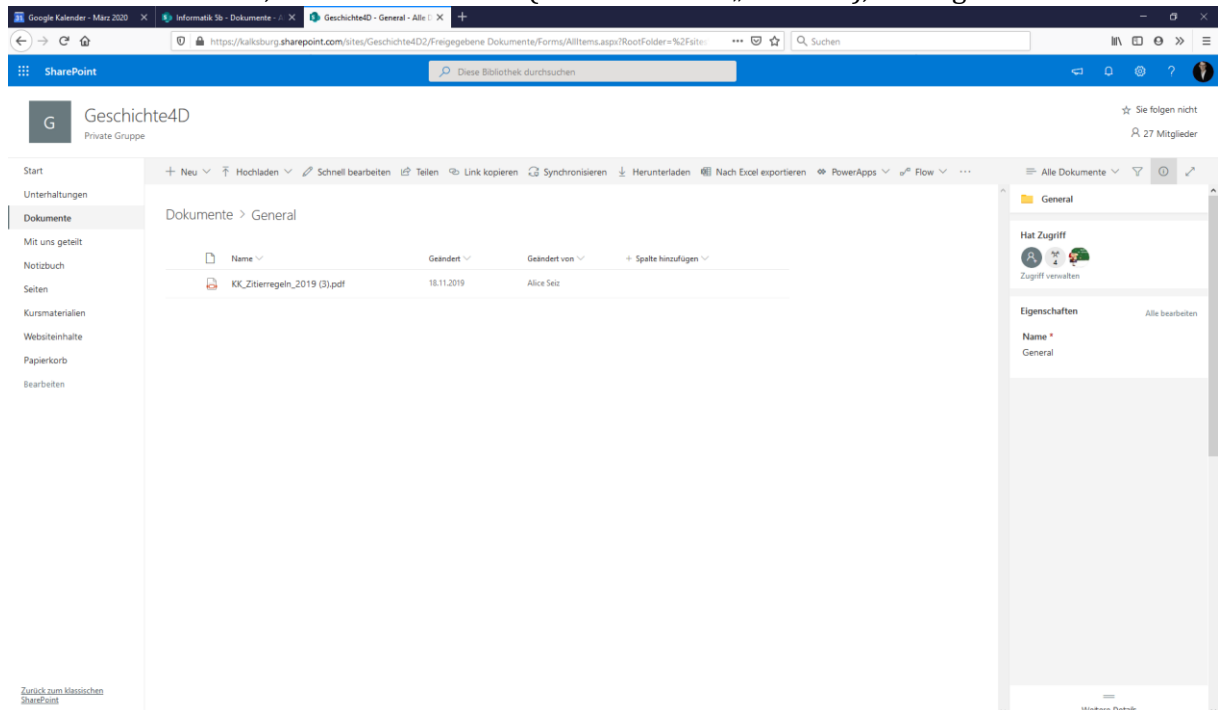 Google Kalender - März 2020
Informatik 5b - Dokumente - A
Geschichte4D - General - Alle D
https://kalksburg.sharepoint.com/sites/Geschichte4D2/Freigegebene Dokumente/Forms/AllItems.aspx?RootFolder=%2Fsites
Suchen
SharePoint
Diese Bibliothek durchsuchen
?
G
Geschichte4D
Private Gruppe
Sie folgen nicht
27 Mitglieder
Start
Unterhaltungen
Dokumente
Mit uns geteilt
Notizbuch
Seiten
Kursmaterialien
Websiteinhalte
Papierkorb
Bearbeiten
+ Neu
Hochladen
Schnell bearbeiten
Teilen
Link kopieren
Synchronisieren
Herunterladen
Nach Excel exportieren
PowerApps
Flow
...
Alle Dokumente
Dokumente > General
Name
Geändert
Geändert von
+ Spalte hinzufügen
KK_Zitierregeln_2019 (3).pdf
18.11.2019
Alice Seiz
General
Hat Zugriff
4
Zugriff verwalten
Eigenschaften
Alle bearbeiten
Name *
General
Zurück zum klassischen
SharePoint